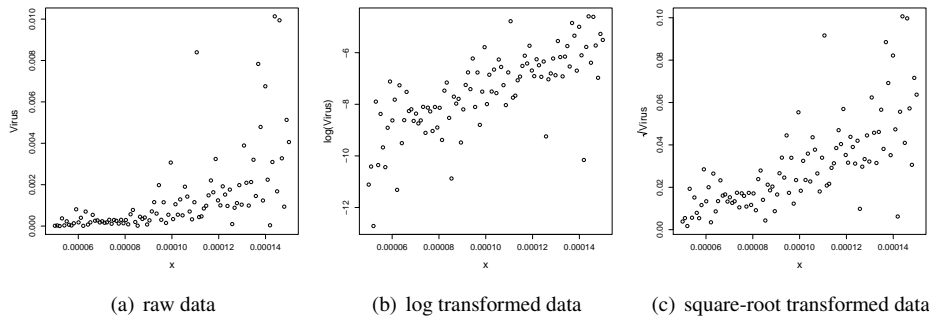 0.010
0.008
0.006
0.004
0.002
0.000
Virus
0.00006 0.00008 0.00010 0.00012 0.00014
x
(a) raw data
−6
−8
−10
−12
log(Virus)
0.00006 0.00008 0.00010 0.00012 0.00014
x
(b) log transformed data
0.10
0.08
0.06
0.04
0.02
0.00
√Virus
0.00006 0.00008 0.00010 0.00012 0.00014
x
(c) square-root transformed data